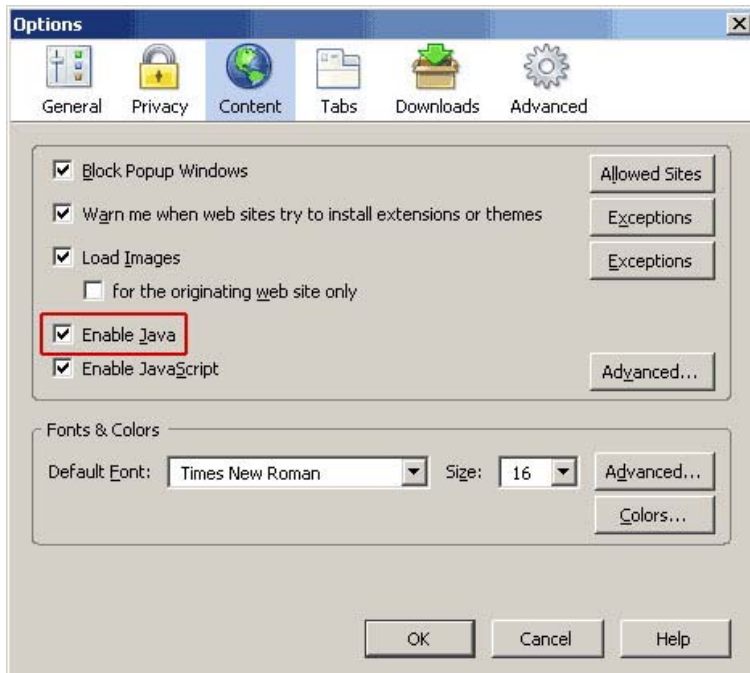 Options
General Privacy Content Tabs Downloads Advanced
Block Popup Windows Allowed Sites
Warn me when web sites try to install extensions or themes Exceptions
Load Images Exceptions
for the originating web site only
Enable Java
Enable JavaScript Advanced...
Fonts & Colors
Default Font: Times New Roman Size: 16 Advanced...
Colors...
OK Cancel Help